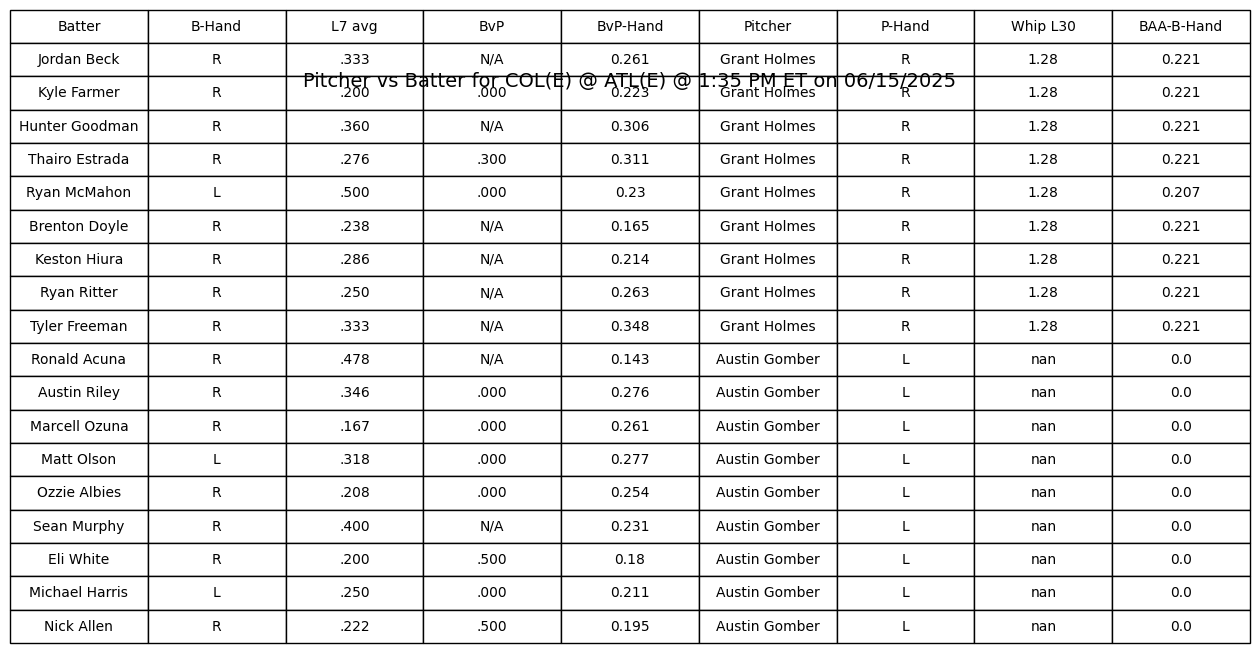 Batter B-Hand L7 avg BvP BvP-Hand Pitcher P-Hand Whip L30 BAA-B-Hand
Jordan Beck R .333 N/A 0.261 Grant Holmes R 1.28 0.221
Pitcher vs Batter for COL(E) @ ATL(E) @ 1:35 PM ET on 06/15/2025
Kyle Farmer R .200 .000 0.223 Grant Holmes R 1.28 0.221
Hunter Goodman R .360 N/A 0.306 Grant Holmes R 1.28 0.221
Thairo Estrada R .276 .300 0.311 Grant Holmes R 1.28 0.221
Ryan McMahon L .500 .000 0.23 Grant Holmes R 1.28 0.207
Brenton Doyle R .238 N/A 0.165 Grant Holmes R 1.28 0.221
Keston Hiura R .286 N/A 0.214 Grant Holmes R 1.28 0.221
Ryan Ritter R .250 N/A 0.263 Grant Holmes R 1.28 0.221
Tyler Freeman R .333 N/A 0.348 Grant Holmes R 1.28 0.221
Ronald Acuna R .478 N/A 0.143 Austin Gomber L nan 0.0
Austin Riley R .346 .000 0.276 Austin Gomber L nan 0.0
Marcell Ozuna R .167 .000 0.261 Austin Gomber L nan 0.0
Matt Olson L .318 .000 0.277 Austin Gomber L nan 0.0
Ozzie Albies R .208 .000 0.254 Austin Gomber L nan 0.0
Sean Murphy R .400 N/A 0.231 Austin Gomber L nan 0.0
Eli White R .200 .500 0.18 Austin Gomber L nan 0.0
Michael Harris L .250 .000 0.211 Austin Gomber L nan 0.0
Nick Allen R .222 .500 0.195 Austin Gomber L nan 0.0